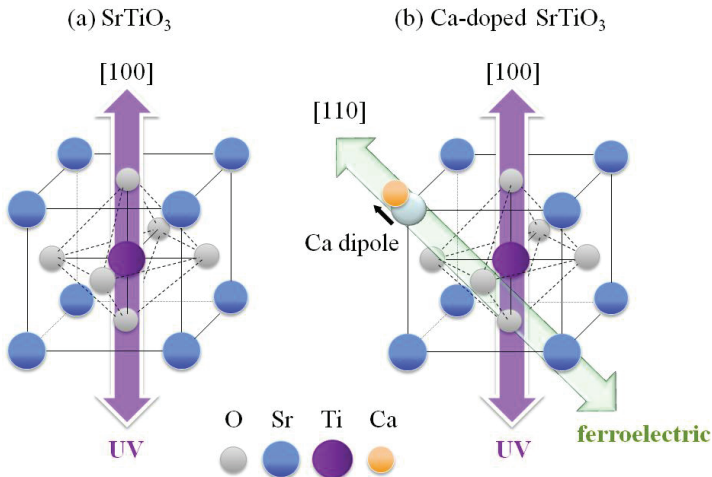 (a) SrTiO₃
(b) Ca-doped SrTiO₃
[100]
[100]
[110]
Ca dipole
O Sr Ti Ca
UV
UV
ferroelectric